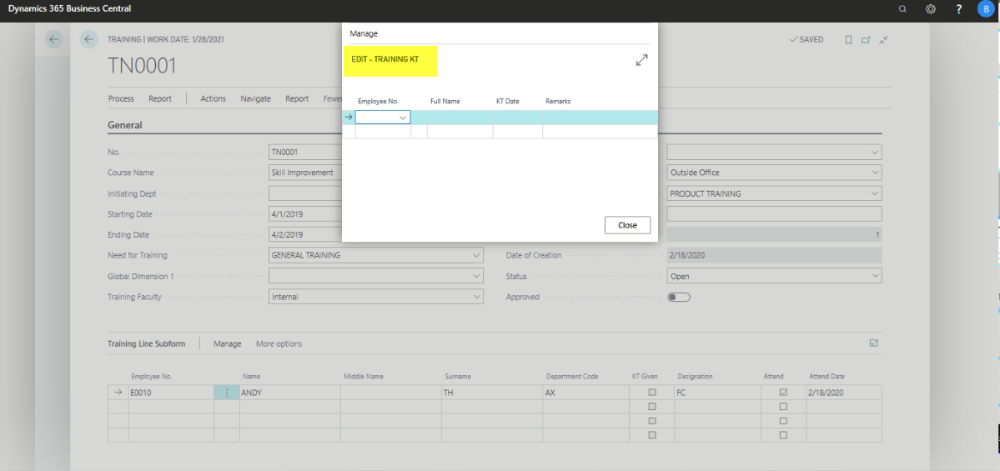 Dynamics 365 Business Central
?
B
TRAINING | WORK DATE: 1/28/2021
SAVED
TN0001
Process Report Actions Navigate Report
Manage
EDIT - TRAINING KT
Employee No. Full Name KT Date Remarks
Close
General
No. TN0001
Course Name Skill Improvement
Outside Office
Initiating Dept
PRODUCT TRAINING
Starting Date 4/1/2019
Ending Date 4/2/2019
1
Need for Training GENERAL TRAINING
Date of Creation 2/18/2020
Global Dimension 1
Status Open
Training Faculty Internal
Approved
Training Line Subform Manage More options
Employee No. Name Middle Name Surname Department Code KT Given Designation Attend Attend Date
E0010 ANDY TH AX FC 2/18/2020